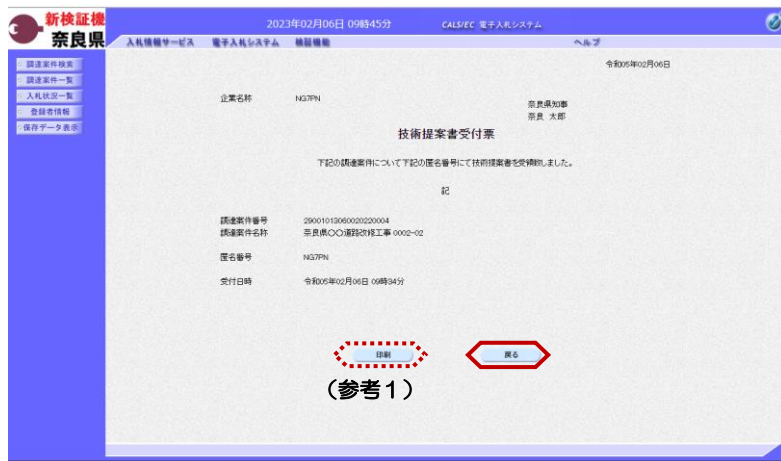 新検証機
奈良県
2023年02月06日 09時45分
CALS/EC 電子入札システム
入札情報サービス 電子入札システム 検証機能 ヘルプ
調達案件検索
調達案件一覧
入札状況一覧
登録者情報
保存データ表示
令和05年02月06日
企業名称 NG7PN
奈良県知事
奈良 太郎
技術提案書受付票
下記の調達案件について下記の匿名番号にて技術提案書を受領致しました。
記
調達案件番号 29001013060020220004
調達案件名称 奈良県〇〇道路改修工事 0002-02
匿名番号 NG7PN
受付日時 令和05年02月06日 09時34分
印刷 戻る
(参考1)